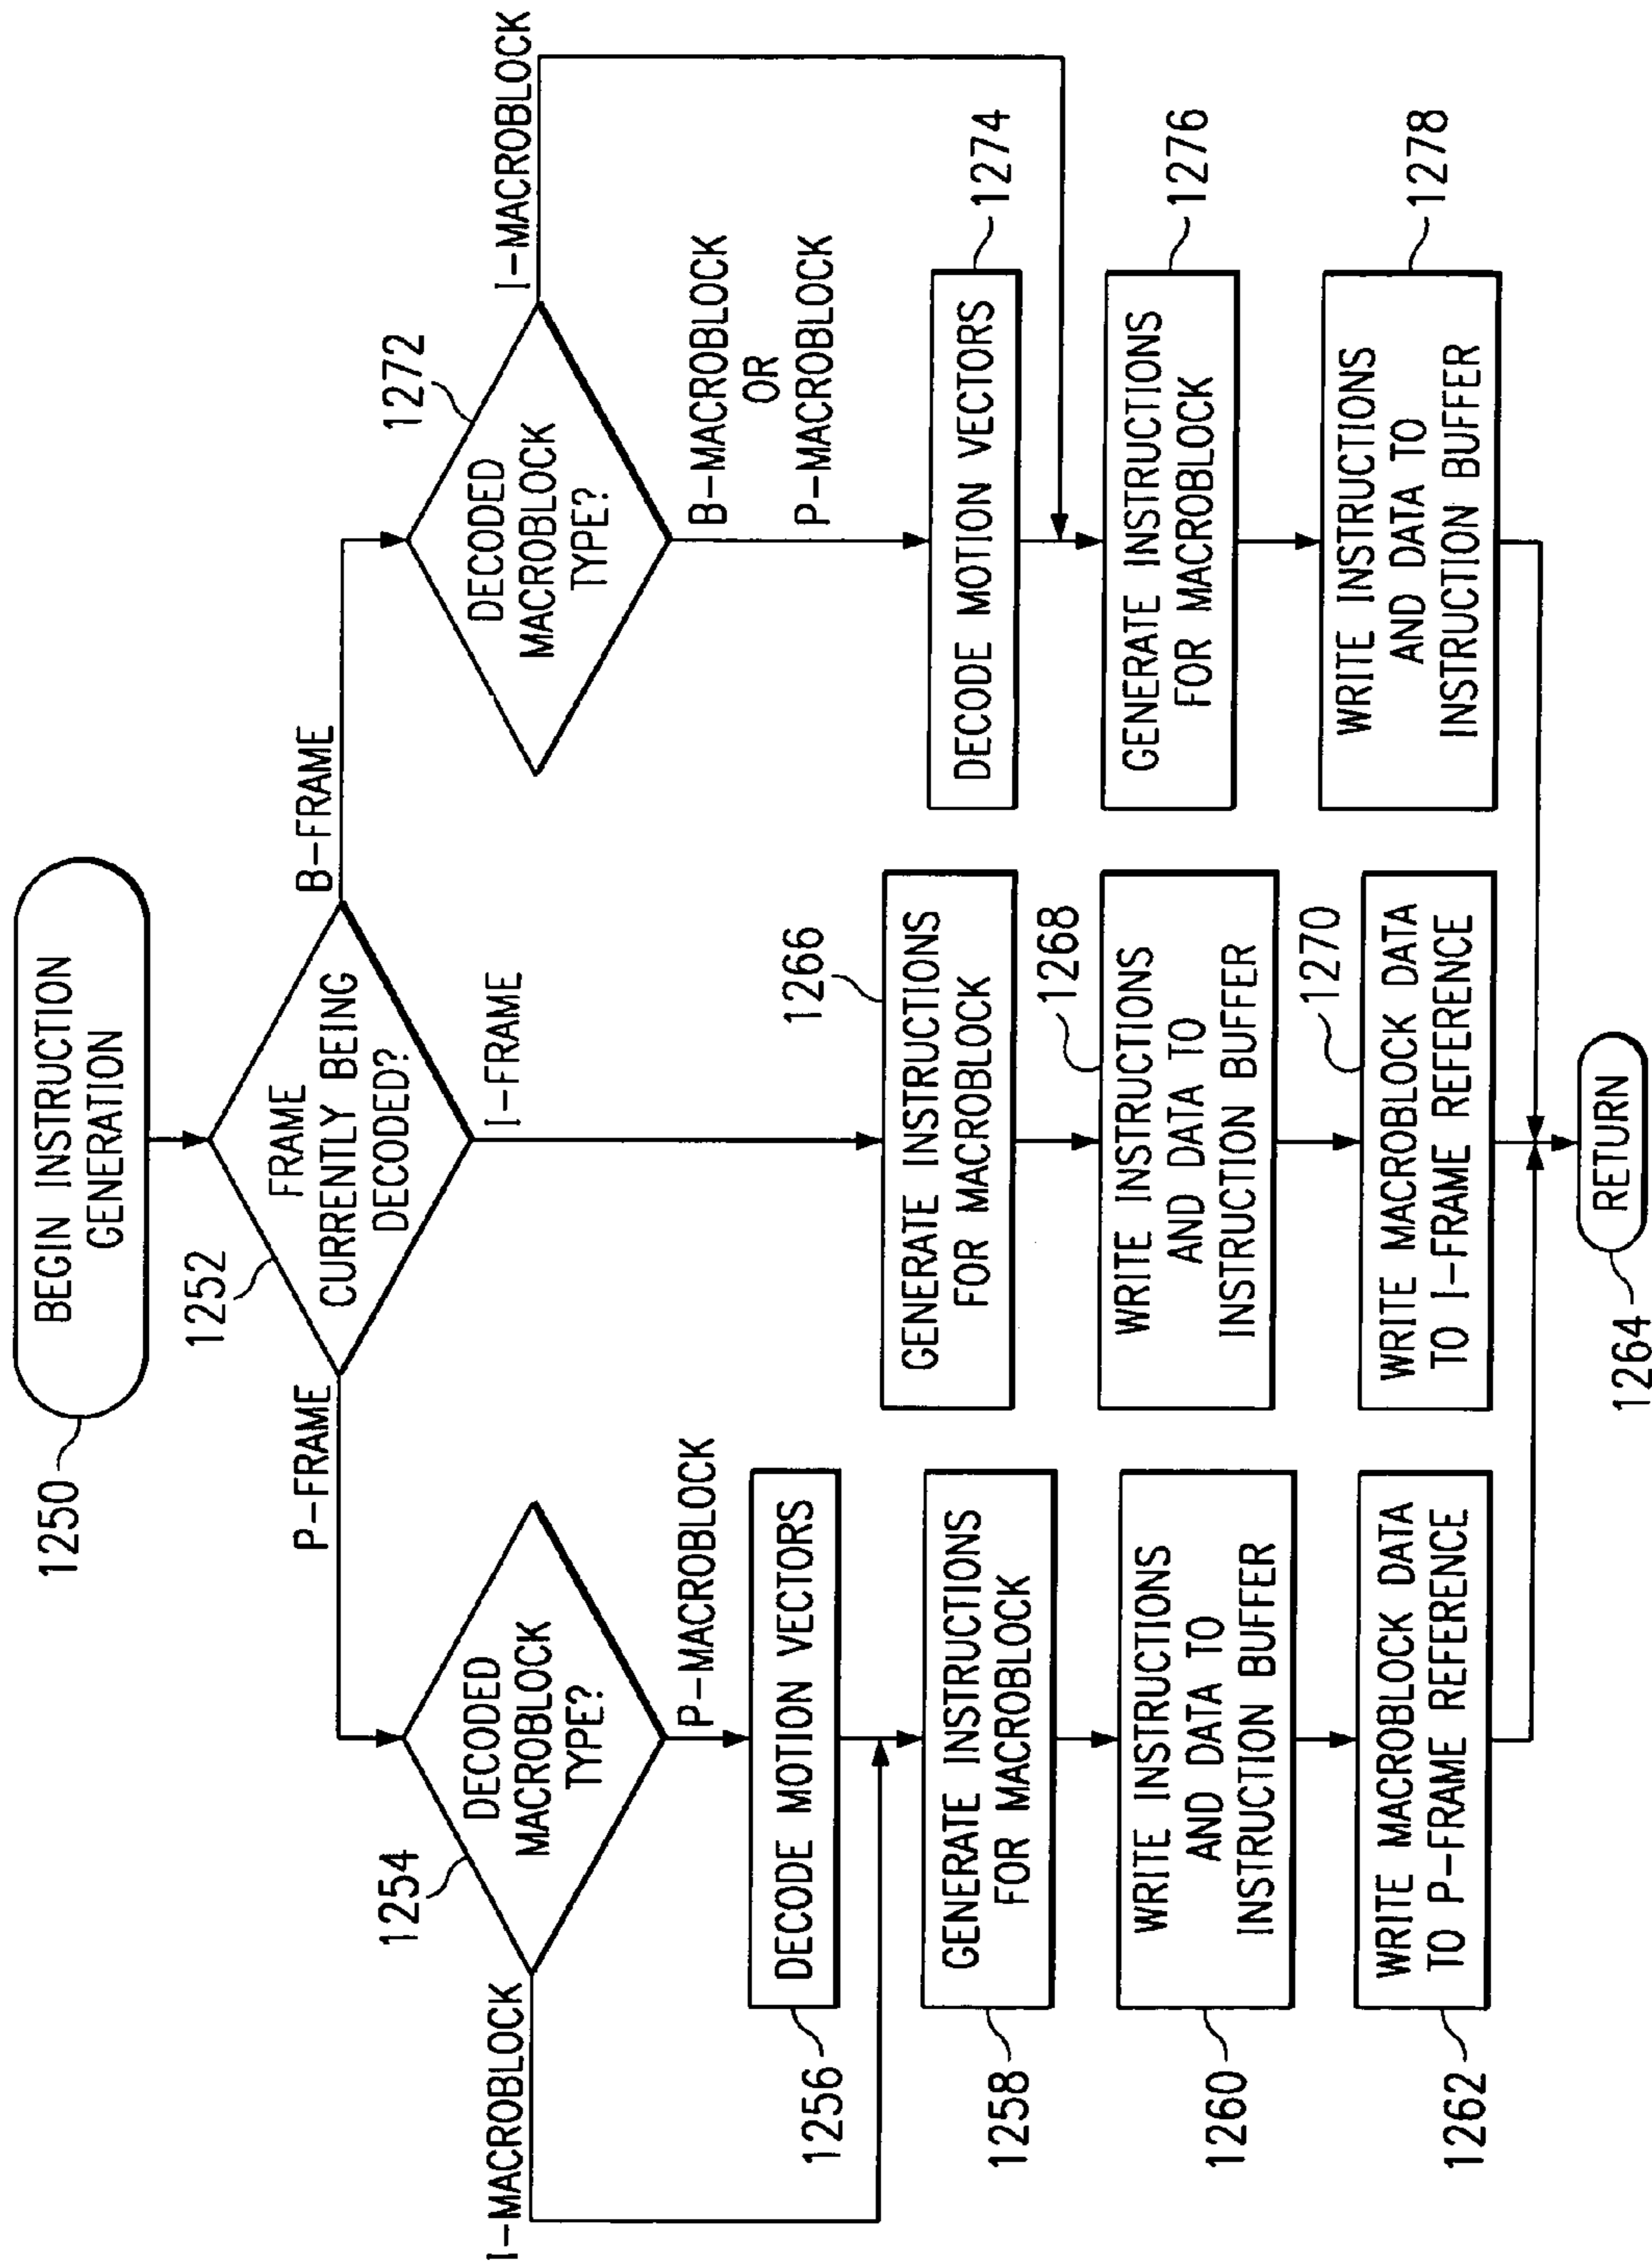 BEGIN INSTRUCTION
GENERATION
1250
1252
FRAME
CURRENTLY BEING
DECODED?
P-FRAME
I-FRAME
B-FRAME
1254
DECODED
MACROBLOCK
TYPE?
I-MACROBLOCK
P-MACROBLOCK
DECODE MOTION VECTORS
1256
GENERATE INSTRUCTIONS
FOR MACROBLOCK
1258
WRITE INSTRUCTIONS
AND DATA TO
INSTRUCTION BUFFER
1260
WRITE MACROBLOCK DATA
TO P-FRAME REFERENCE
1262
1266
GENERATE INSTRUCTIONS
FOR MACROBLOCK
1268
WRITE INSTRUCTIONS
AND DATA TO
INSTRUCTION BUFFER
1270
WRITE MACROBLOCK DATA
TO I-FRAME REFERENCE
1272
DECODED
MACROBLOCK
TYPE?
I-MACROBLOCK
B-MACROBLOCK
OR
P-MACROBLOCK
DECODE MOTION VECTORS
1274
GENERATE INSTRUCTIONS
FOR MACROBLOCK
1276
WRITE INSTRUCTIONS
AND DATA TO
INSTRUCTION BUFFER
1278
RETURN
1264